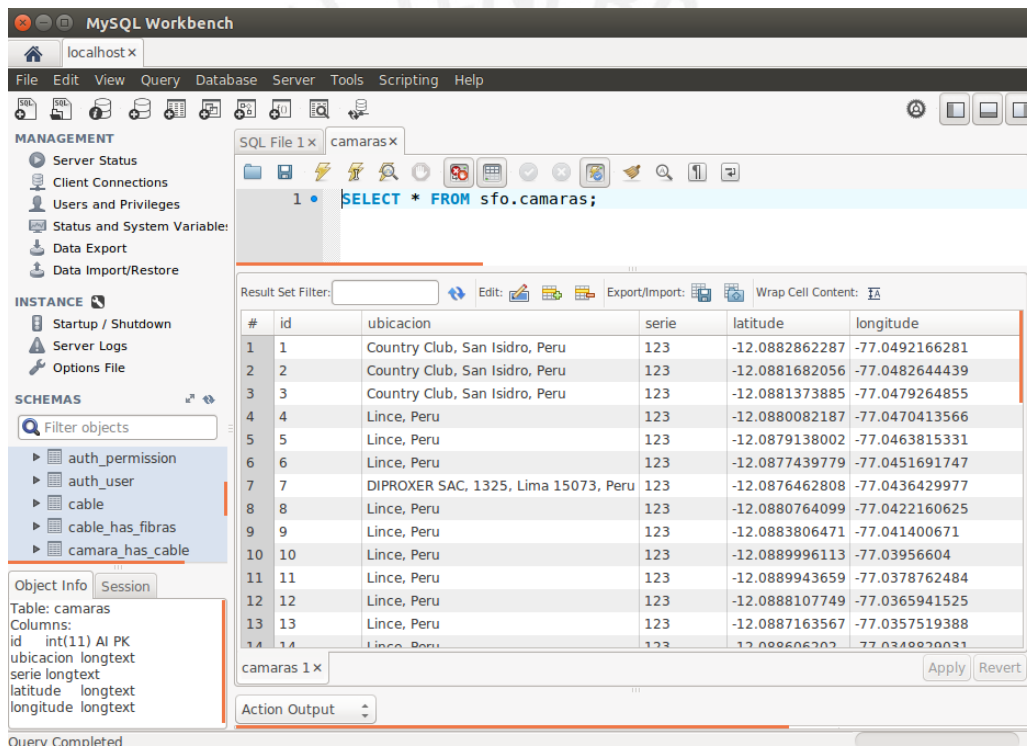 MySQL Workbench
localhost ×
File Edit View Query Database Server Tools Scripting Help
MANAGEMENT
Server Status
Client Connections
Users and Privileges
Status and System Variable
Data Export
Data Import/Restore
INSTANCE
Startup / Shutdown
Server Logs
Options File
SCHEMAS
Filter objects
auth_permission
auth_user
cable
cable_has_fibras
camara_has_cable
Object Info Session
Table: camaras
Columns:
id int(11) AI PK
ubicacion longtext
serie longtext
latitude longtext
longitude longtext
SQL File 1 × camaras ×
1 SELECT * FROM sfo.camaras;
Result Set Filter: Edit: Export/Import: Wrap Cell Content:
# id ubicacion serie latitude longitude
1 1 Country Club, San Isidro, Peru 123 -12.0882862287 -77.0492166281
2 2 Country Club, San Isidro, Peru 123 -12.0881682056 -77.0482644439
3 3 Country Club, San Isidro, Peru 123 -12.0881373885 -77.0479264855
4 4 Lince, Peru 123 -12.0880082187 -77.0470413566
5 5 Lince, Peru 123 -12.0879138002 -77.0463815331
6 6 Lince, Peru 123 -12.0877439779 -77.0451691747
7 7 DIPROXER SAC, 1325, Lima 15073, Peru 123 -12.0876462808 -77.0436429977
8 8 Lince, Peru 123 -12.0880764099 -77.0422160625
9 9 Lince, Peru 123 -12.0883806471 -77.041400671
10 10 Lince, Peru 123 -12.0889996113 -77.03956604
11 11 Lince, Peru 123 -12.0889943659 -77.0378762484
12 12 Lince, Peru 123 -12.0888107749 -77.0365941525
13 13 Lince, Peru 123 -12.0887163567 -77.0357519388
14 14 Lince, Peru 123 -12.088606202 -77.0348829031
camaras 1 × Apply Revert
Action Output
Query Completed